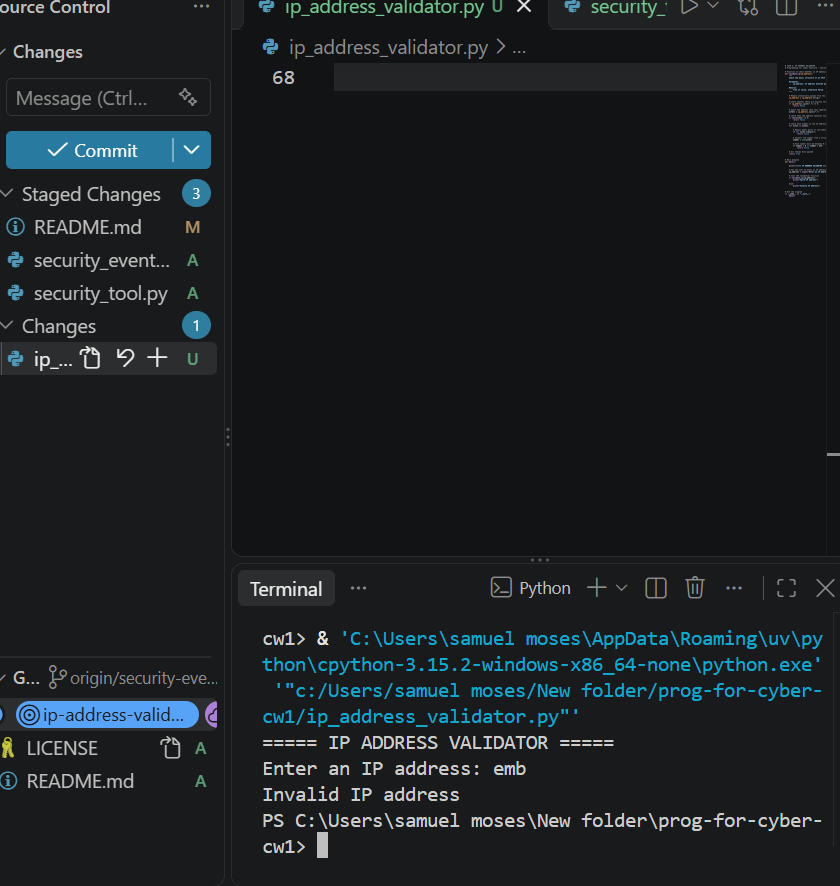 ource Control ...
Changes
Message (Ctrl...
Commit
Staged Changes 3
README.md M
security_event... A
security_tool.py A
Changes 1
ip_... U
G... origin/security-eve...
ip-address-valid...
LICENSE A
README.md A
ip_address_validator.py U
security_
ip_address_validator.py > ...
68
Terminal ...
Python
cw1> & 'C:\Users\samuel moses\AppData\Roaming\uv\py
thon\cpython-3.15.2-windows-x86_64-none\python.exe'
'"c:/Users/samuel moses/New folder/prog-for-cyber-
cw1/ip_address_validator.py"'
===== IP ADDRESS VALIDATOR =====
Enter an IP address: emb
Invalid IP address
PS C:\Users\samuel moses\New folder\prog-for-cyber-
cw1>